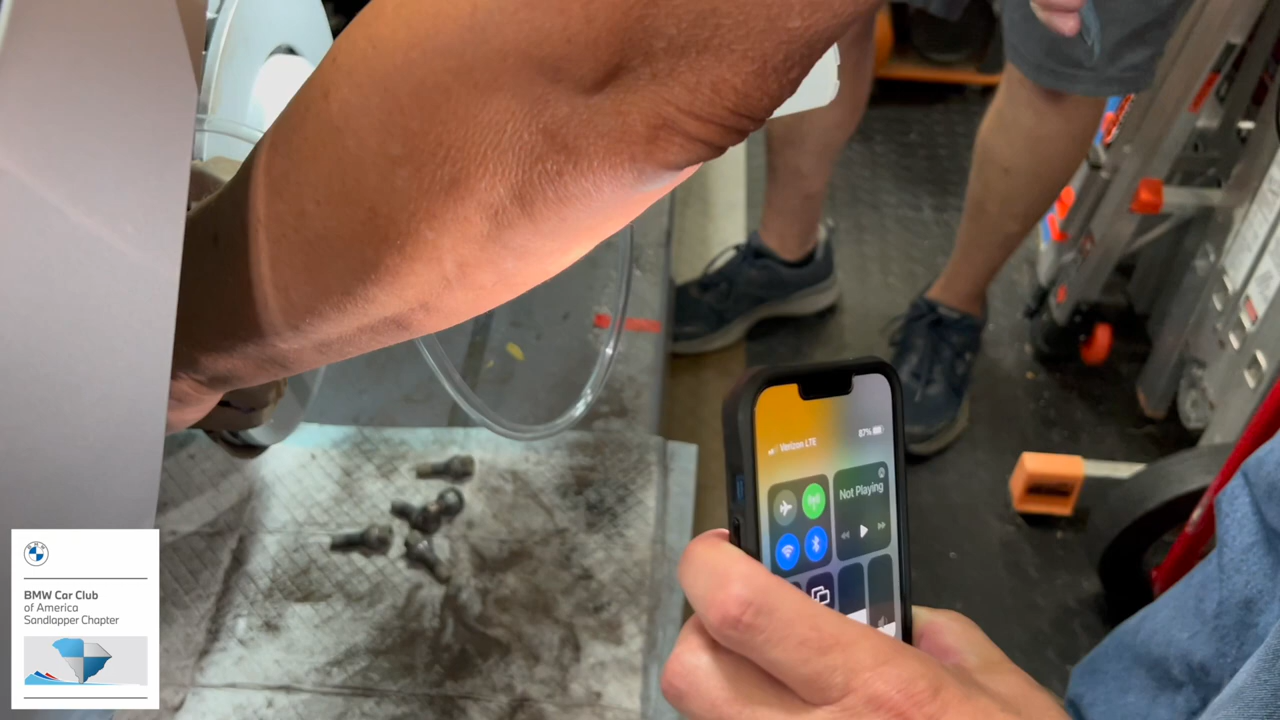 Verizon LTE
87%
Not Playing
BMW Car Club
of America
Sandlapper Chapter